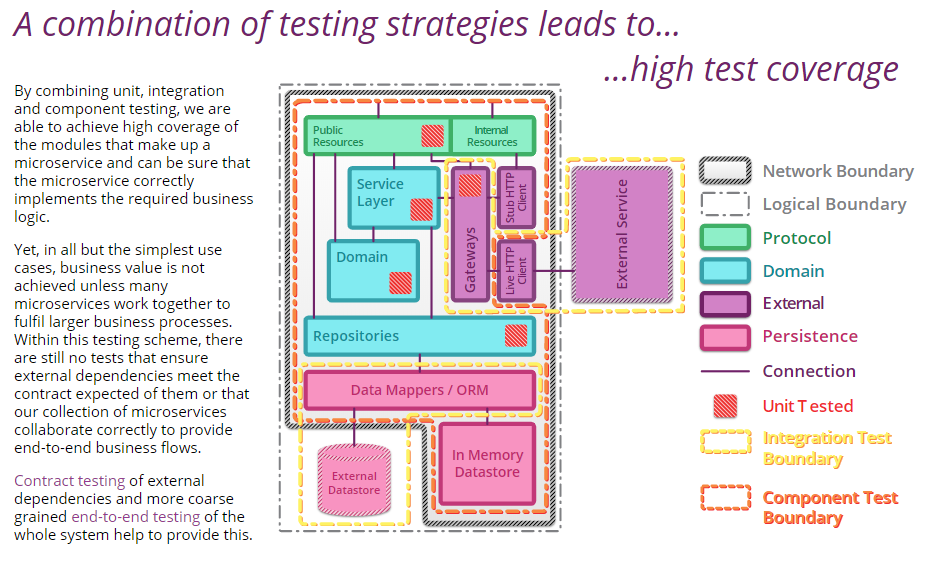 A combination of testing strategies leads to...
...high test coverage
By combining unit, integration
and component testing, we are
able to achieve high coverage of
the modules that make up a
microservice and can be sure that
the microservice correctly
implements the required business
logic.
Yet, in all but the simplest use
cases, business value is not
achieved unless many
microservices work together to
fulfil larger business processes.
Within this testing scheme, there
are still no tests that ensure
external dependencies meet the
contract expected of them or that
our collection of microservices
collaborate correctly to provide
end-to-end business flows.
Contract testing of external
dependencies and more coarse
grained end-to-end testing of the
whole system help to provide this.
Public
Resources
Internal
Resources
Service
Layer
Domain
Gateways
Stub HTTP
Client
Live HTTP
Client
External Service
Repositories
Data Mappers / ORM
External
Datastore
In Memory
Datastore
Network Boundary
Logical Boundary
Protocol
Domain
External
Persistence
Connection
Unit Tested
Integration Test
Boundary
Component Test
Boundary